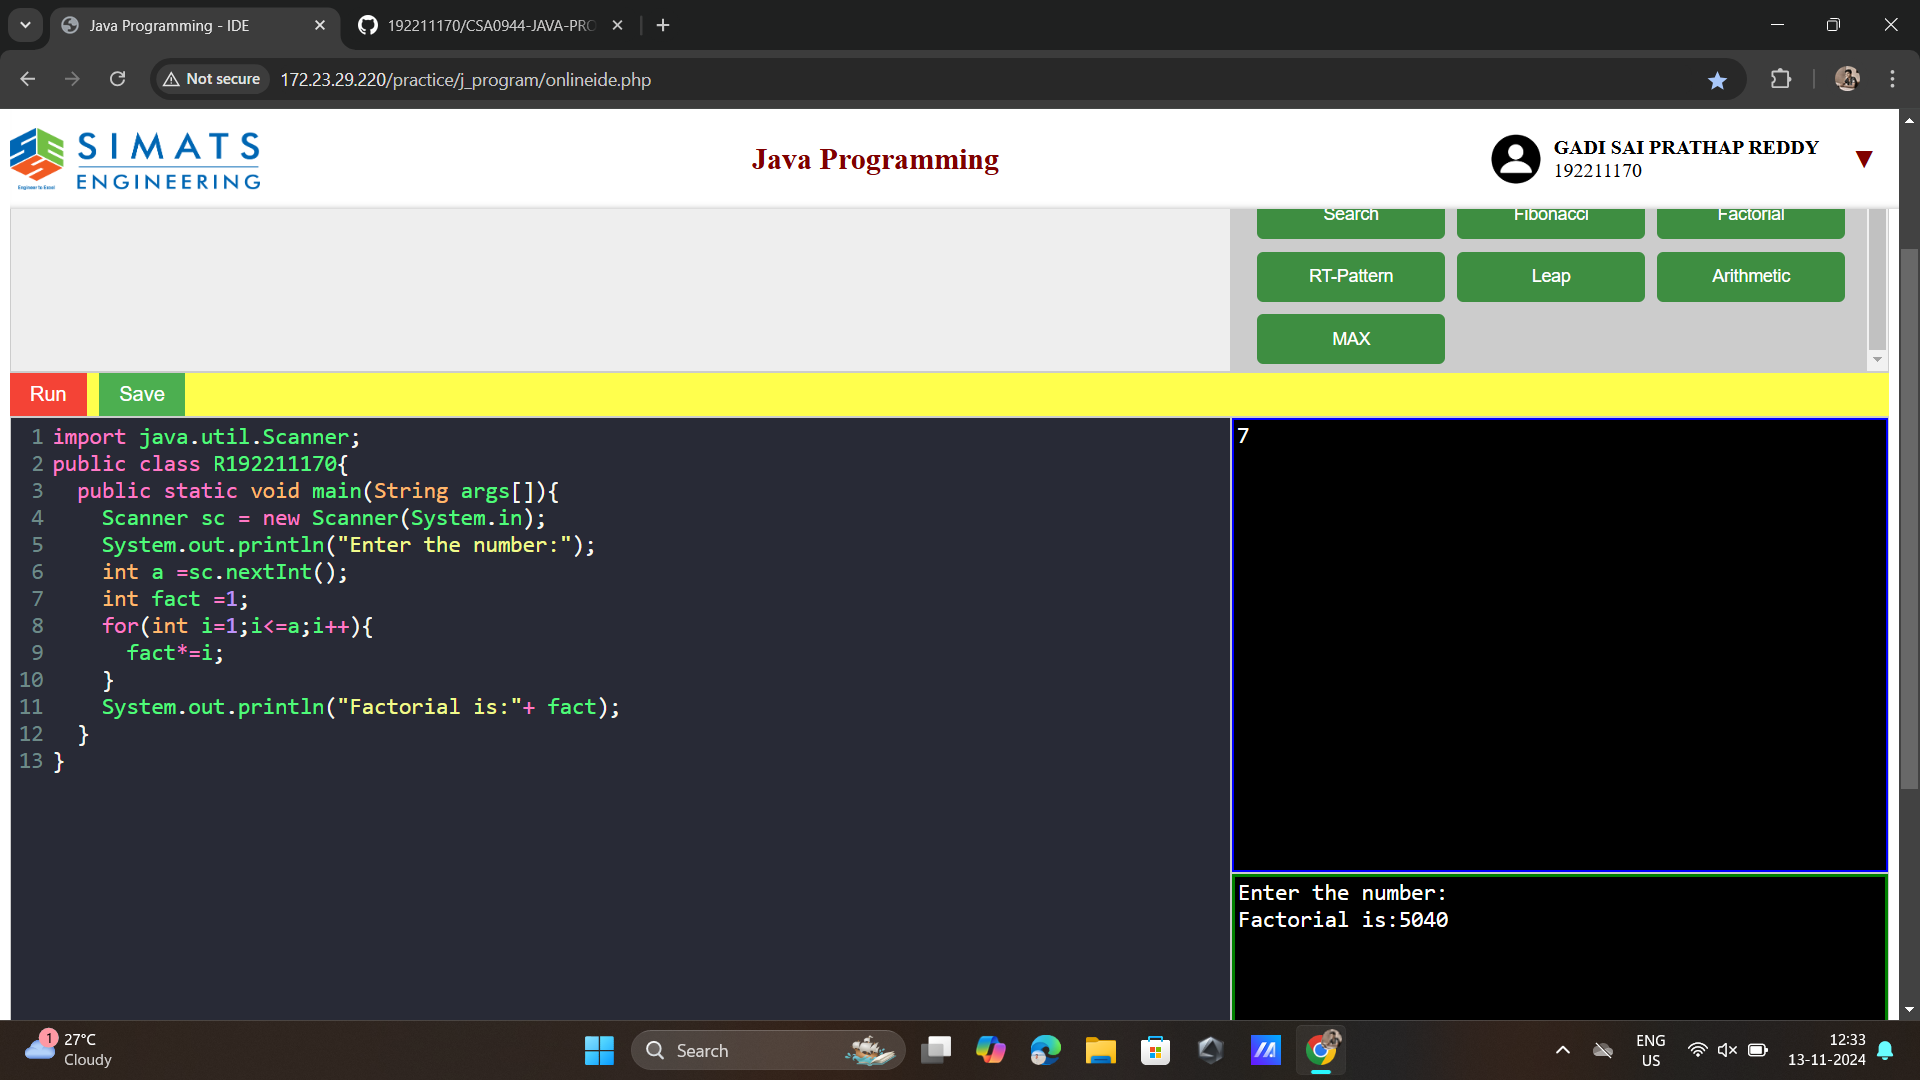 Java Programming - IDE
192211170/CSA0944-JAVA-PRO
Not secure
172.23.29.220/practice/j_program/onlineide.php
SIMATS
ENGINEERING
Engineer to Excel
Java Programming
GADI SAI PRATHAP REDDY
192211170
Search
Fibonacci
Factorial
RT-Pattern
Leap
Arithmetic
MAX
Run
Save
1 import java.util.Scanner;
2 public class R192211170{
3   public static void main(String args[]){
4     Scanner sc = new Scanner(System.in);
5     System.out.println("Enter the number:");
6     int a =sc.nextInt();
7     int fact =1;
8     for(int i=1;i<=a;i++){
9       fact*=i;
10     }
11     System.out.println("Factorial is:"+ fact);
12   }
13 }
7
Enter the number:
Factorial is:5040
1
27°C
Cloudy
Search
ENG
US
12:33
13-11-2024